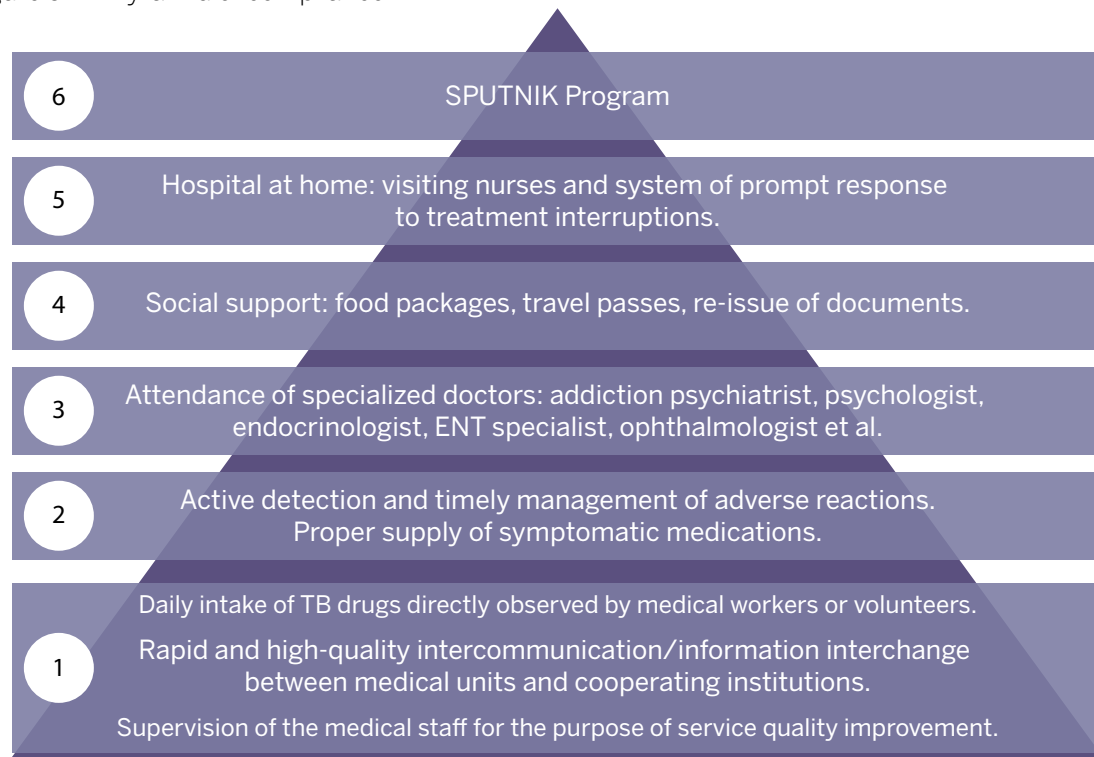 6
SPUTNIK Program
5
Hospital at home: visiting nurses and system of prompt response
to treatment interruptions.
4
Social support: food packages, travel passes, re-issue of documents.
3
Attendance of specialized doctors: addiction psychiatrist, psychologist,
endocrinologist, ENT specialist, ophthalmologist et al.
2
Active detection and timely management of adverse reactions.
Proper supply of symptomatic medications.
1
Daily intake of TB drugs directly observed by medical workers or volunteers.
Rapid and high-quality intercommunication/information interchange
between medical units and cooperating institutions.
Supervision of the medical staff for the purpose of service quality improvement.